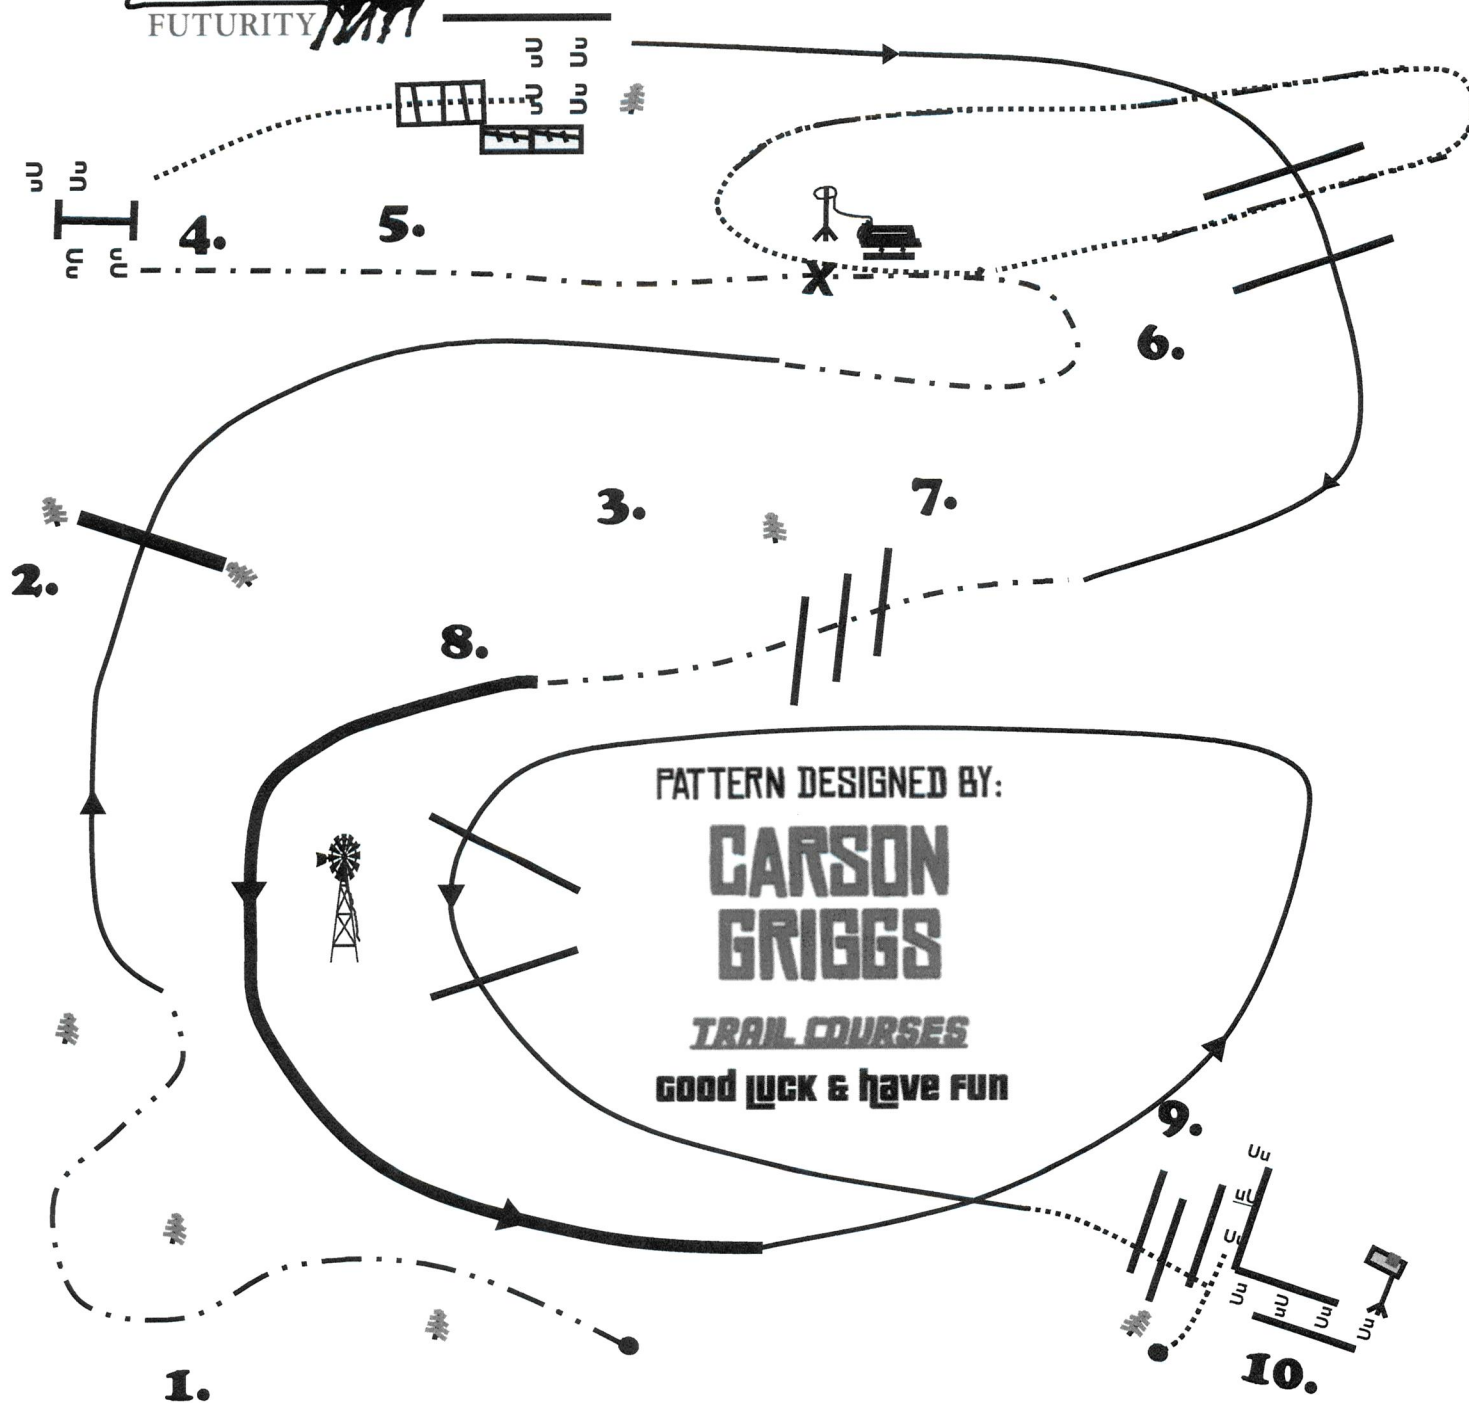 FUTURITY
4.
5.
X
6.
3.
7.
2.
8.
PATTERN DESIGNED BY:
CARSON
GRIGGS
TRAIL COURSES
GOOD LUCK & HAVE FUN
9.
10.
1.